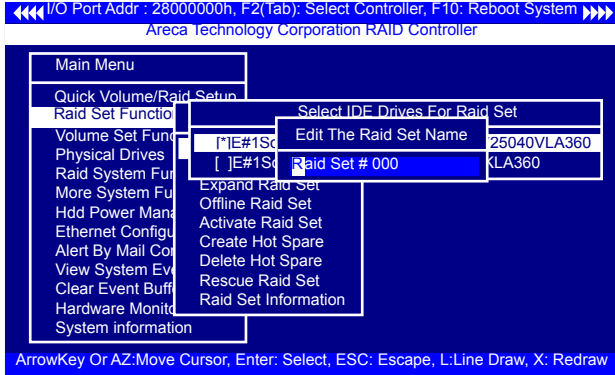 I/O Port Addr : 28000000h, F2(Tab): Select Controller, F10: Reboot System
Areca Technology Corporation RAID Controller
Main Menu
Quick Volume/Raid Setup
Raid Set Functio
Volume Set Func
Physical Drives
Raid System Fun
More System Fu
Hdd Power Mana
Ethernet Configu
Alert By Mail Con
View System Eve
Clear Event Buff
Hardware Monito
System information
Select IDE Drives For Raid Set
[*]E#1So
/25040VLA360
[ ]E#1So
KLA360
Edit The Raid Set Name
Raid Set # 000
Expand Raid Set
Offline Raid Set
Activate Raid Set
Create Hot Spare
Delete Hot Spare
Rescue Raid Set
Raid Set Information
ArrowKey Or AZ:Move Cursor, Enter: Select, ESC: Escape, L:Line Draw, X: Redraw